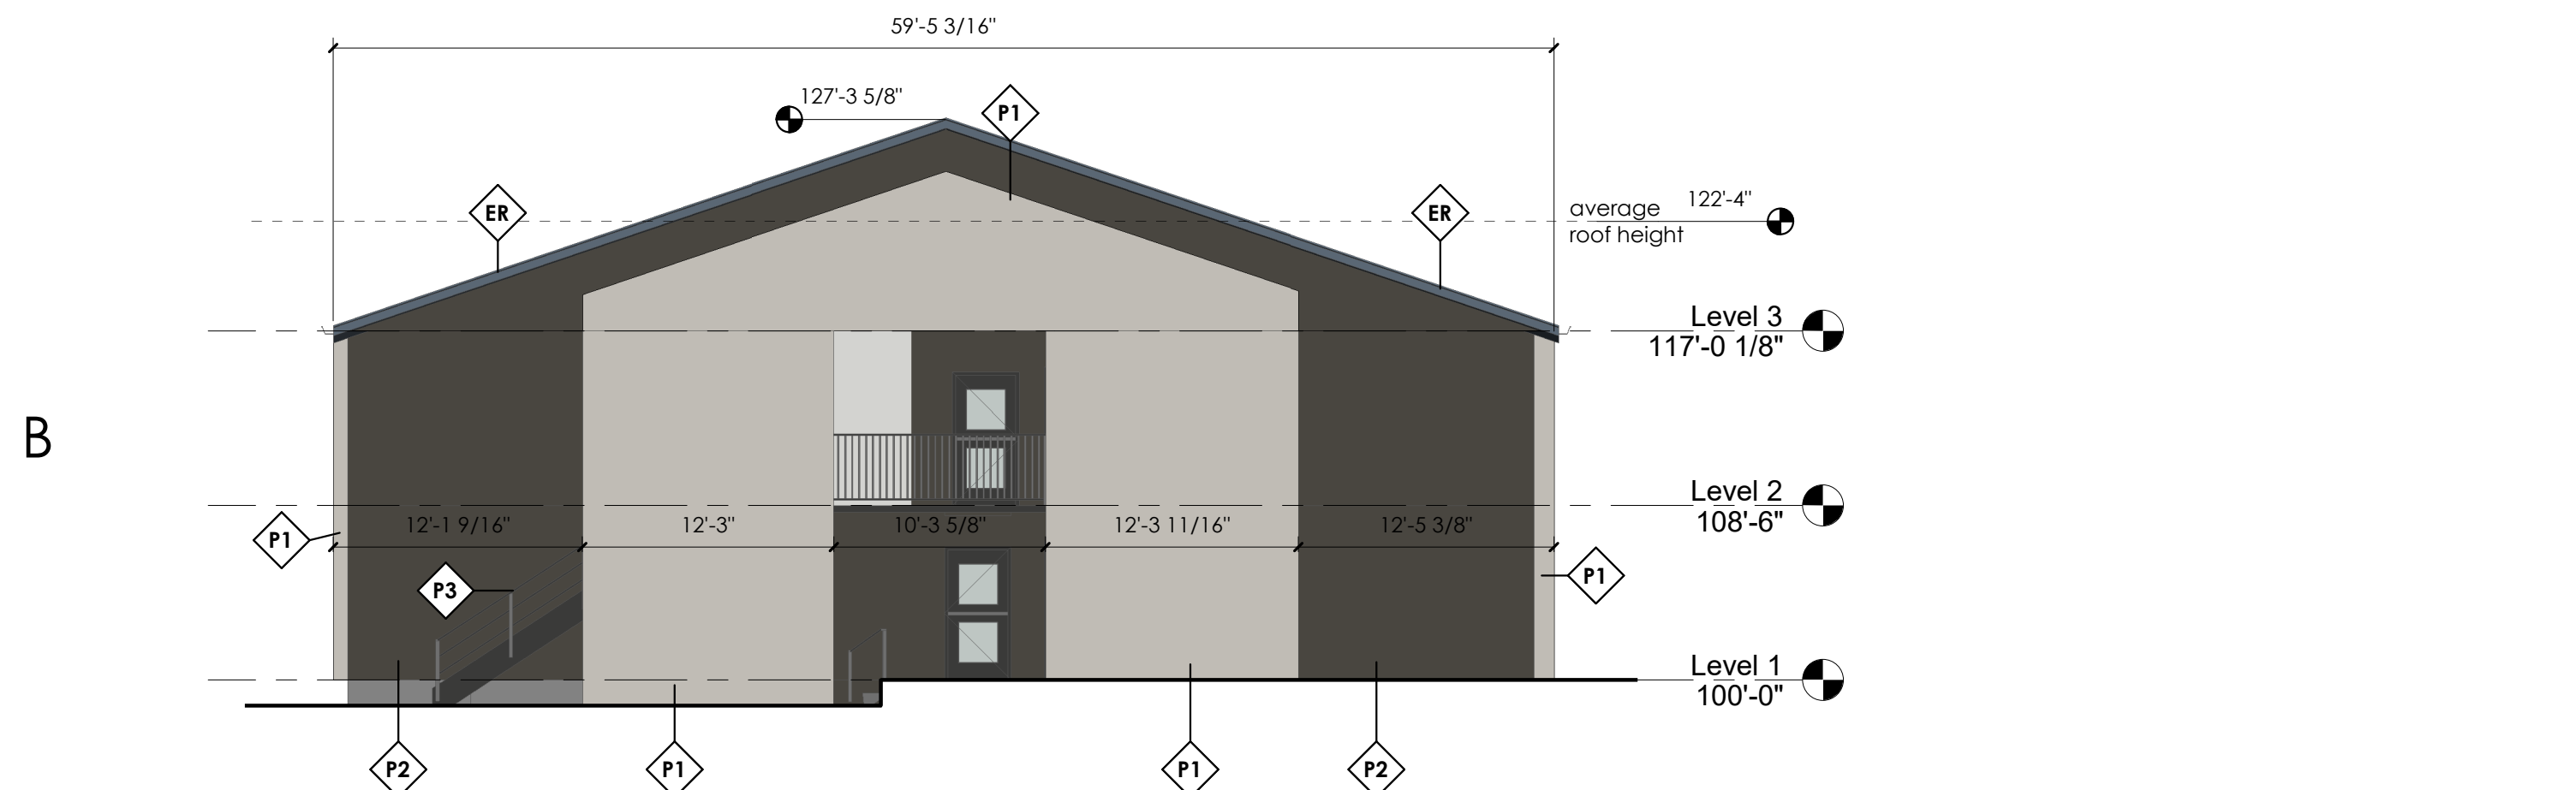 59'-5 3/16"
127'-3 5/8"
P1
ER
ER
average 122'-4"
roof height
Level 3
117'-0 1/8"
B
Level 2
108'-6"
12'-1 9/16" 12'-3" 10'-3 5/8" 12'-3 11/16" 12'-5 3/8"
P1
P3
P1
Level 1
100'-0"
P2 P1 P1 P2